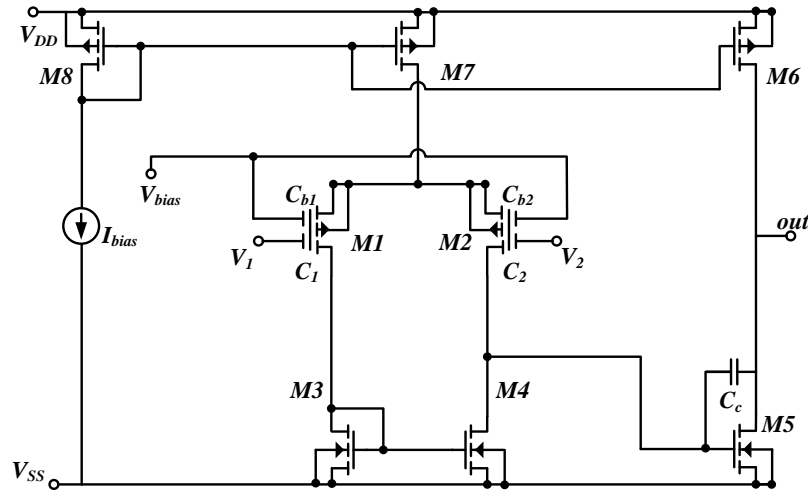 V_DD
M8
M7
M6
V_bias
C_b1
C_b2
out
I_bias
V_1
M1
M2
V_2
C_1
C_2
M3
M4
C_c
M5
V_SS